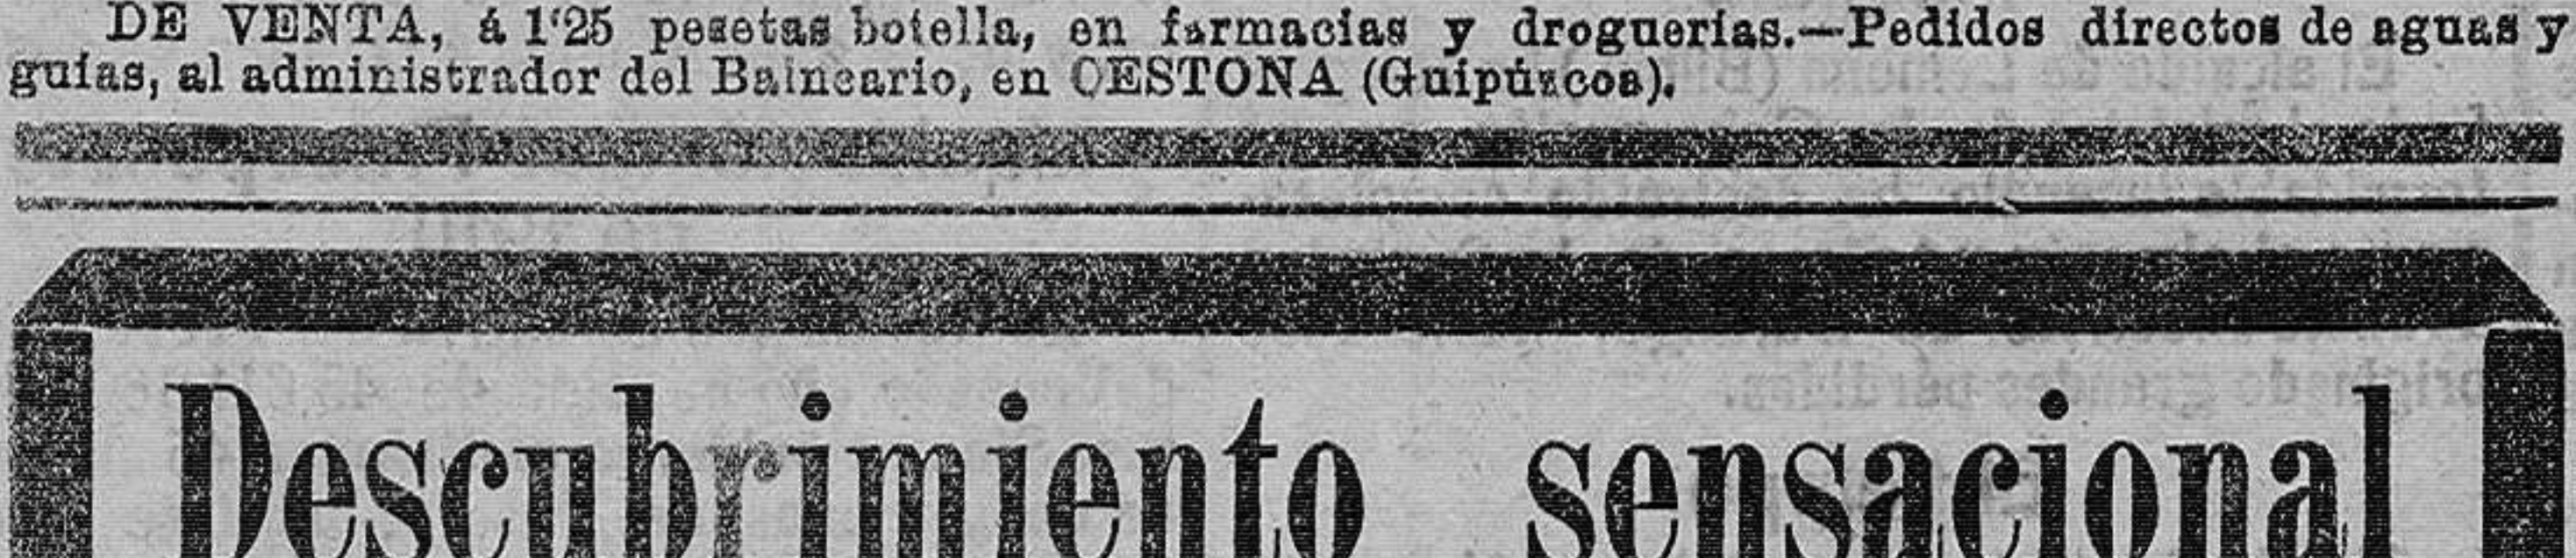 DE VENTA, á 1'25 pesetas botella, en farmacias y droguerías.—Pedidos directos de aguas y
guías, al administrador del Balneario, en CESTONA (Guipúzcoa).
Descubrimiento sensacional